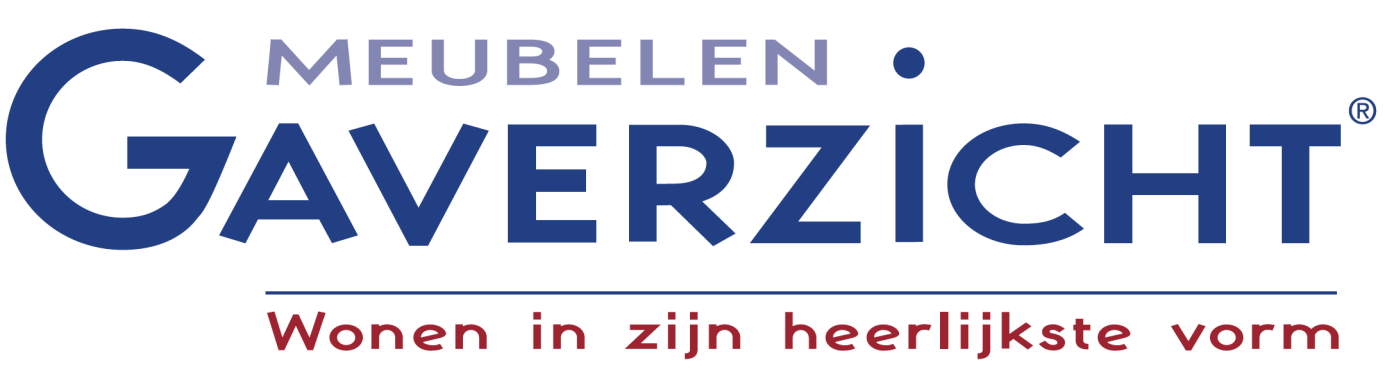 MEUBELEN
GAVERZiCHT®
Wonen in zijn heerlijkste vorm